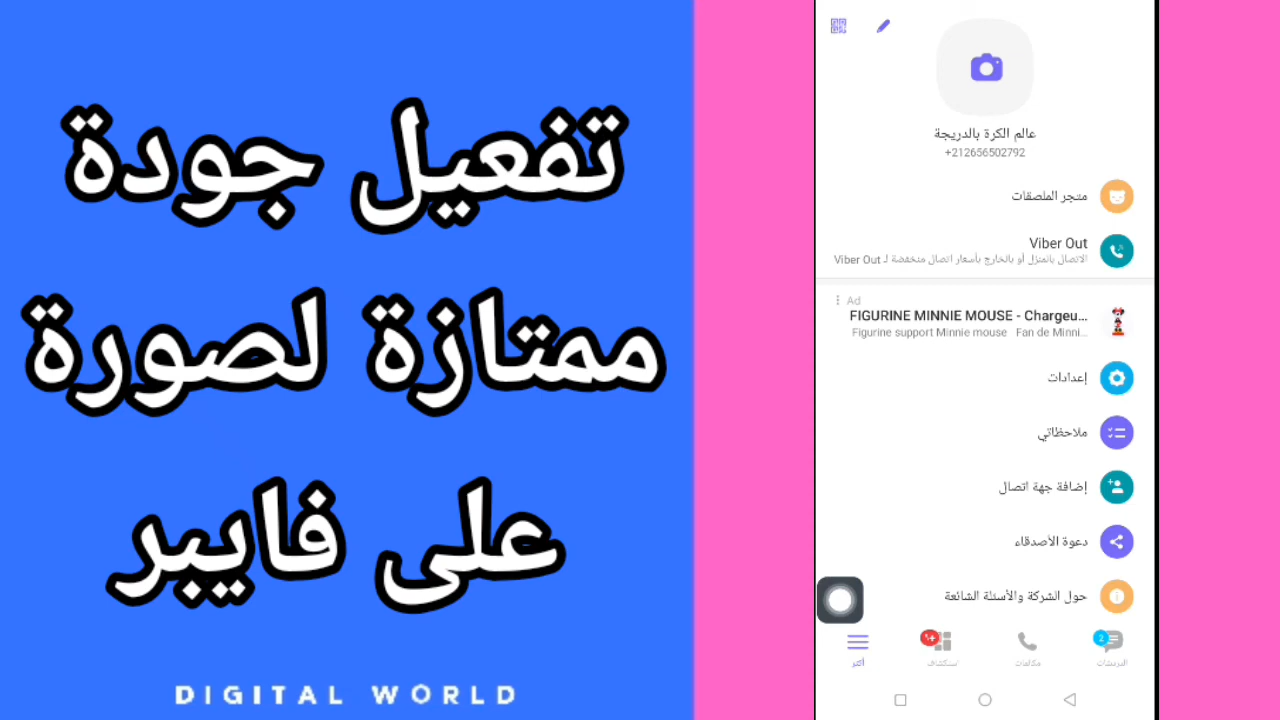 تفعيل جودة
ممتازة لصورة
على فايبر
DIGITAL WORLD
عالم الكرة بالدريجة
+212656502792
متجر الملصقات
Viber Out
الاتصال بالمنزل أو بالخارج بأسعار اتصال منخفضة لـ Viber Out
Ad
FIGURINE MINNIE MOUSE - Chargeu...
Figurine support Minnie mouse Fan de Minni...
إعدادات
ملاحظاتي
إضافة جهة اتصال
دعوة الأصدقاء
حول الشركة والأسئلة الشائعة
2
الدردشات
مكالمات
استكشاف
أكثر